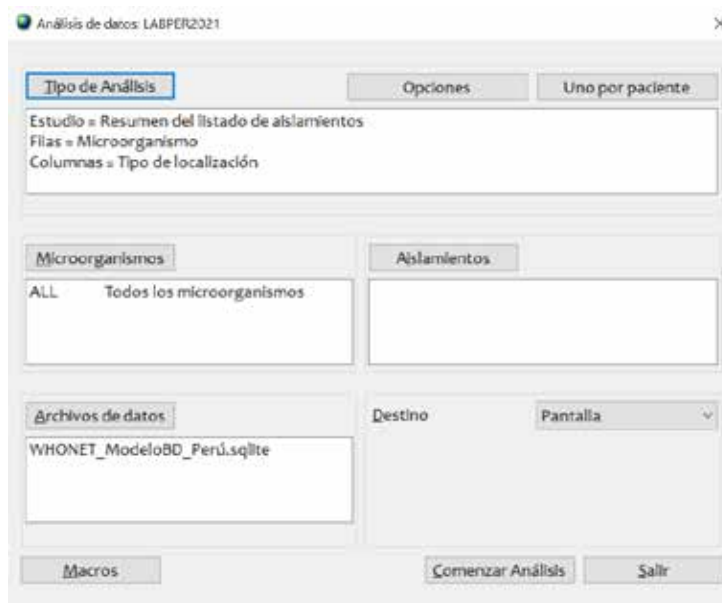 Análisis de datos: LABPER2021
Tipo de Análisis Opciones Uno por paciente
Estudio = Resumen del listado de aislamientos
Filas = Microorganismo
Columnas = Tipo de localización
Microorganismos Aislamientos
ALL Todos los microorganismos
Archivos de datos Destino Pantalla
WHONET_ModeloBD_Perú.sqlite
Macros Comenzar Análisis Salir